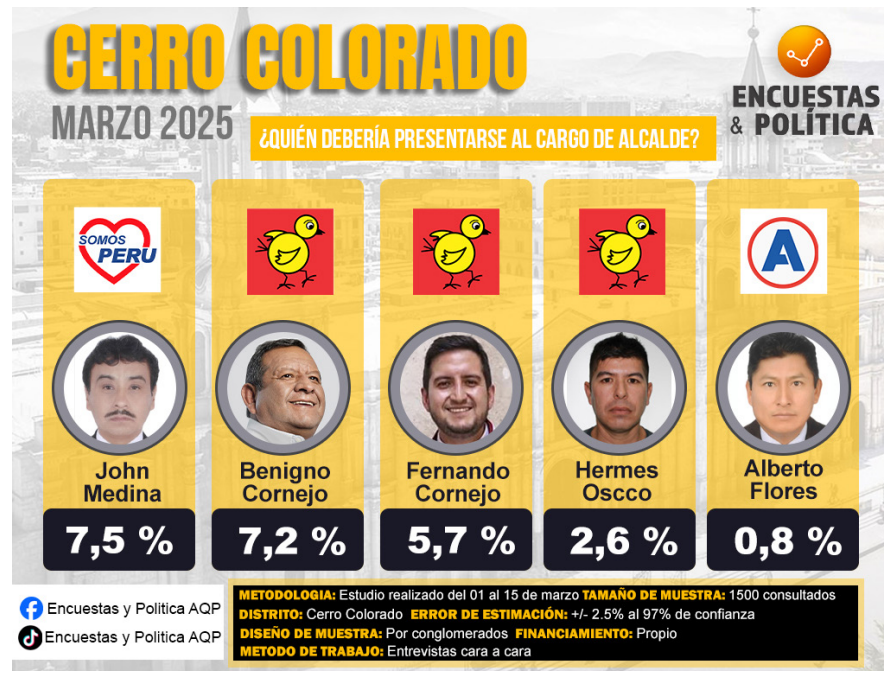 CERRO COLORADO
MARZO 2025
¿QUIÉN DEBERÍA PRESENTARSE AL CARGO DE ALCALDE?
ENCUESTAS
& POLÍTICA
SOMOS
PERU
A
John
Medina
7,5 %
Benigno
Cornejo
7,2 %
Fernando
Cornejo
5,7 %
Hermes
Oscco
2,6 %
Alberto
Flores
0,8 %
Encuestas y Politica AQP
Encuestas y Politica AQP
METODOLOGIA: Estudio realizado del 01 al 15 de marzo TAMAÑO DE MUESTRA: 1500 consultados
DISTRITO: Cerro Colorado ERROR DE ESTIMACIÓN: +/- 2.5% al 97% de confianza
DISEÑO DE MUESTRA: Por conglomerados FINANCIAMIENTO: Propio
METODO DE TRABAJO: Entrevistas cara a cara